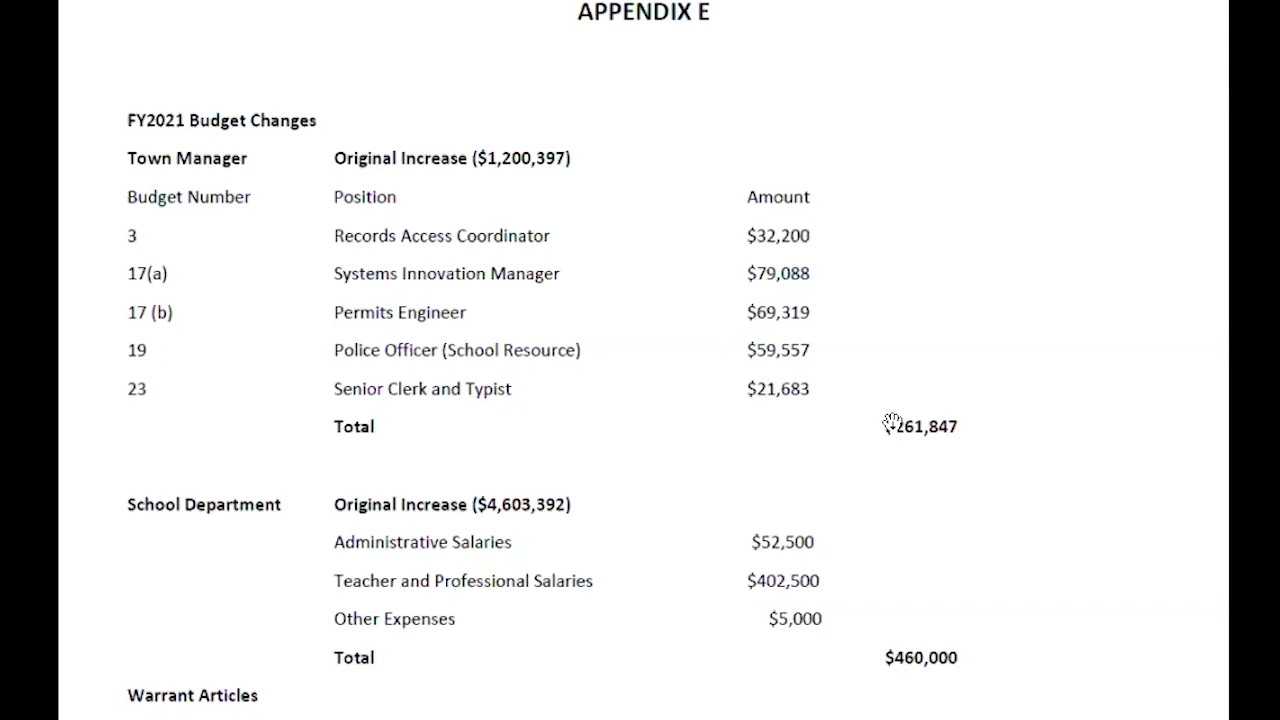 APPENDIX E
FY2021 Budget Changes
Town Manager Original Increase ($1,200,397)
Budget Number Position Amount
3 Records Access Coordinator $32,200
17(a) Systems Innovation Manager $79,088
17 (b) Permits Engineer $69,319
19 Police Officer (School Resource) $59,557
23 Senior Clerk and Typist $21,683
Total $261,847
School Department Original Increase ($4,603,392)
Administrative Salaries $52,500
Teacher and Professional Salaries $402,500
Other Expenses $5,000
Total $460,000
Warrant Articles